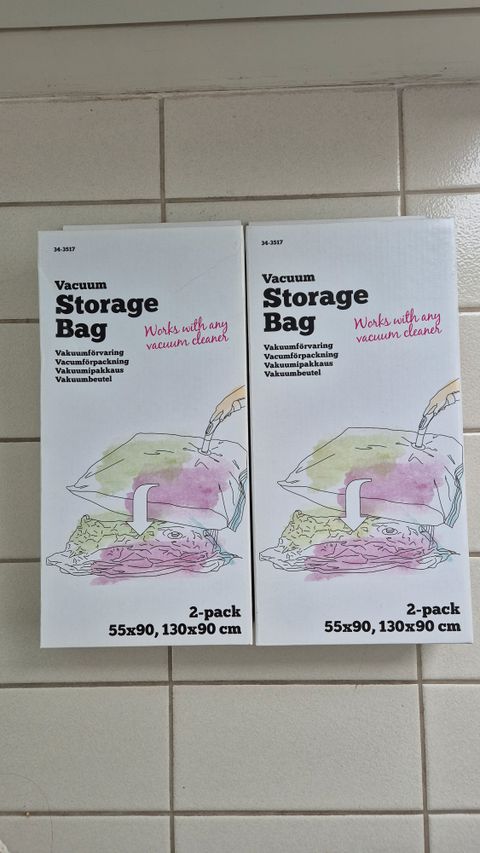 34-3517
Vacuum
Storage
Bag
Works with any
vacuum cleaner
Vakuumförvaring
Vacumförpackning
Vakuumipakkaus
Vakuumbeutel
2-pack
55x90, 130x90 cm
34-3517
Vacuum
Storage
Bag
Works with any
vacuum cleaner
Vakuumförvaring
Vacumförpackning
Vakuumipakkaus
Vakuumbeutel
2-pack
55x90, 130x90 cm